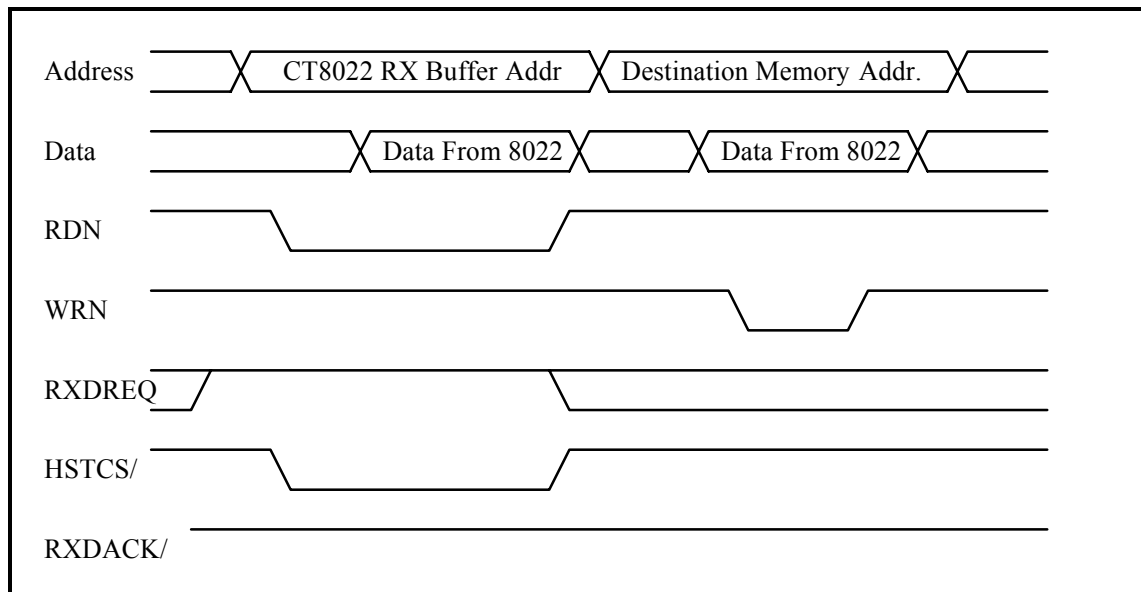 Address CT8022 RX Buffer Addr Destination Memory Addr.
Data Data From 8022 Data From 8022
RDN
WRN
RXDREQ
HSTCS/
RXDACK/